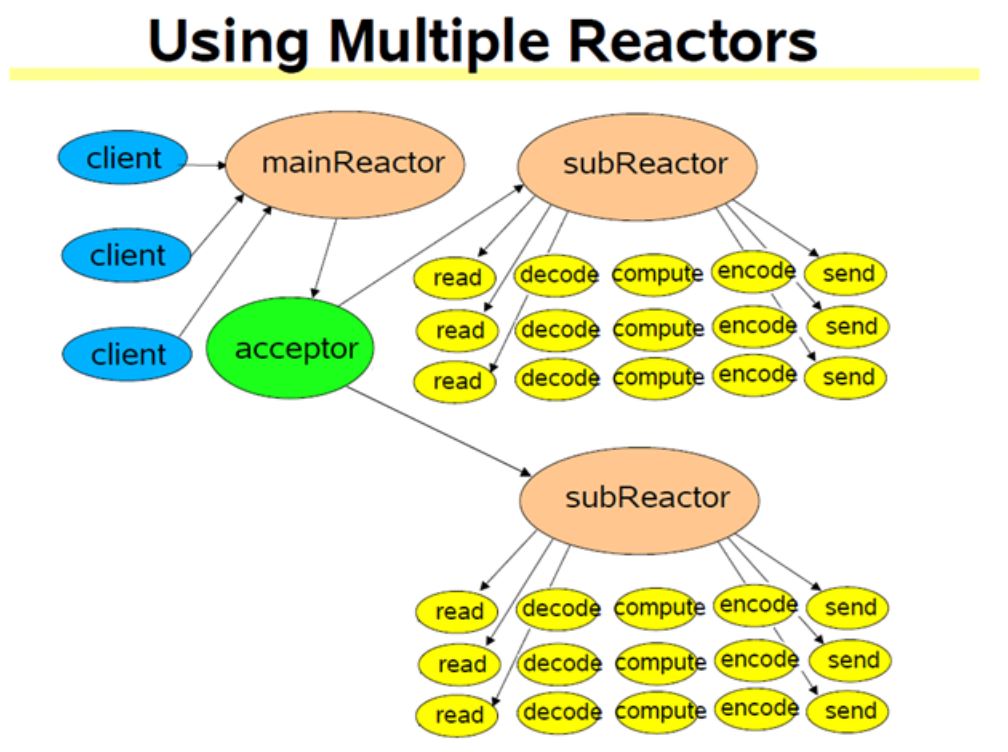 Using Multiple Reactors
client
mainReactor
subReactor
client
client
acceptor
read decode compute encode send
read decode compute encode send
read decode compute encode send
subReactor
read decode compute encode send
read decode compute encode send
read decode compute encode send